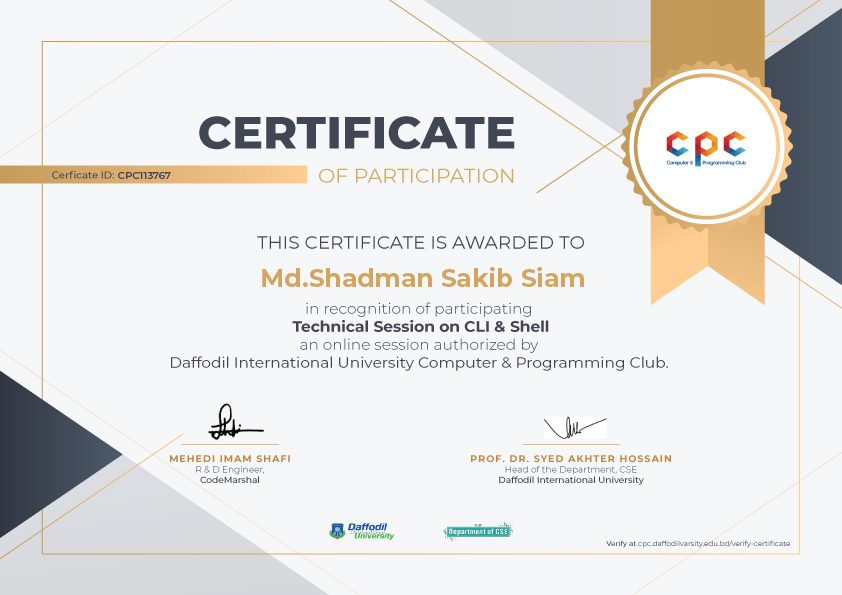 cpc
Computer & Programming Club
CERTIFICATE
Cerficate ID: CPC113767
OF PARTICIPATION
THIS CERTIFICATE IS AWARDED TO
Md.Shadman Sakib Siam
in recognition of participating
Technical Session on CLI & Shell
an online session authorized by
Daffodil International University Computer & Programming Club.
MEHEDI IMAM SHAFI
R & D Engineer,
CodeMarshal
PROF. DR. SYED AKHTER HOSSAIN
Head of the Department, CSE
Daffodil International University
Daffodil
University
Department of CSE
Verify at cpc.daffodilvarsity.edu.bd/verify-certificate